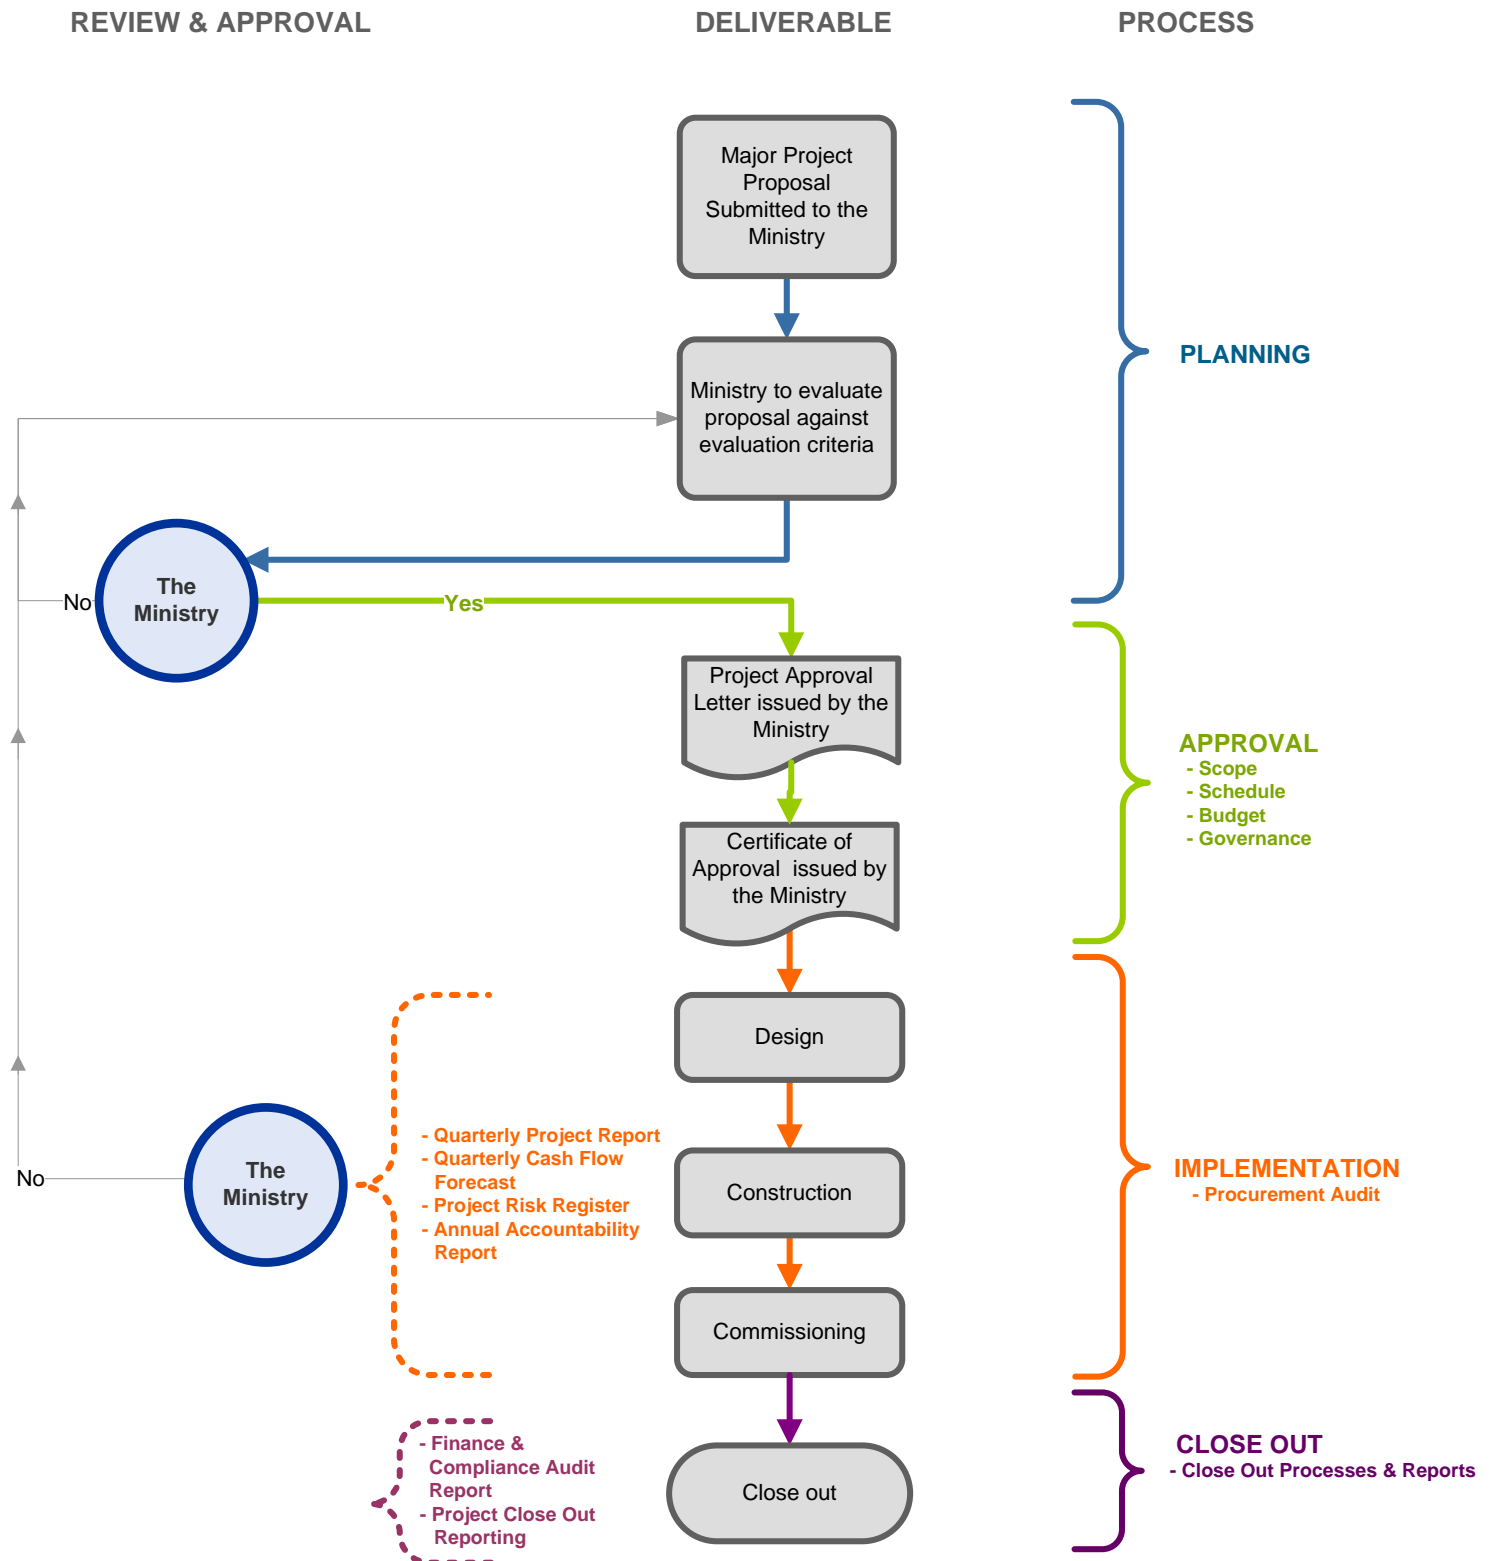 REVIEW & APPROVAL
DELIVERABLE
PROCESS
Major Project
Proposal
Submitted to the
Ministry
PLANNING
Ministry to evaluate
proposal against
evaluation criteria
The
Ministry
No
Yes
Project Approval
Letter issued by the
Ministry
APPROVAL
- Scope
- Schedule
- Budget
- Governance
Certificate of
Approval  issued by
the Ministry
Design
- Quarterly Project Report
- Quarterly Cash Flow
Forecast
- Project Risk Register
- Annual Accountability
Report
The
Ministry
No
Construction
IMPLEMENTATION
- Procurement Audit
Commissioning
- Finance &
Compliance Audit
Report
- Project Close Out
Reporting
Close out
CLOSE OUT
- Close Out Processes & Reports